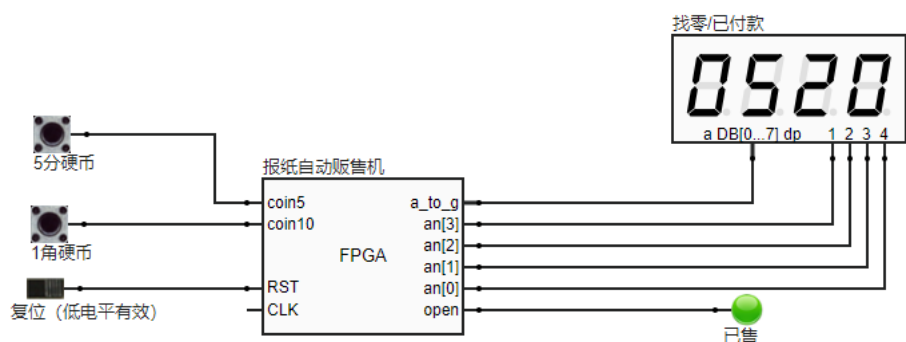 找零/已付款
0520
a DB[0...7] dp 1 2 3 4
5分硬币
报纸自动贩售机
coin5 a_to_g
coin10 an[3]
an[2]
1角硬币
FPGA
an[1]
RST an[0]
复位（低电平有效）
CLK open
已售